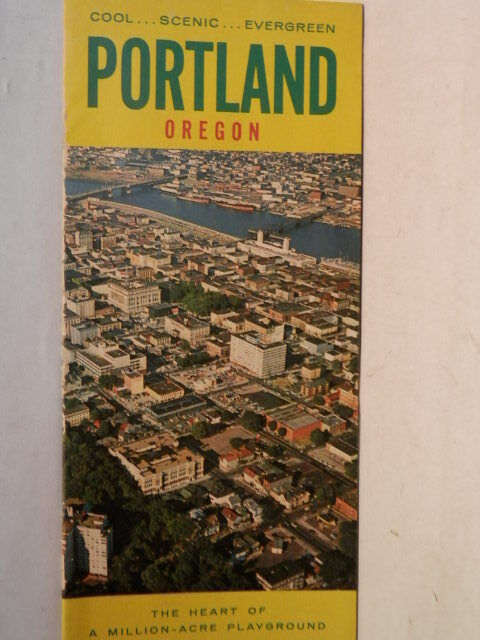 COOL...SCENIC...EVERGREEN
PORTLAND
OREGON
THE HEART OF
A MILLION-ACRE PLAYGROUND